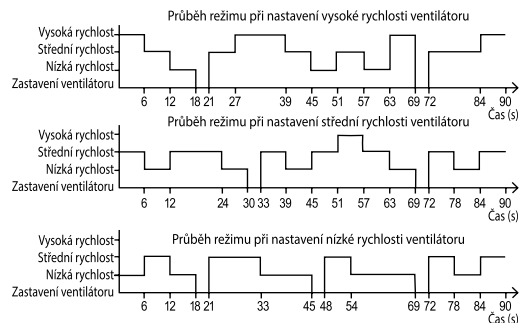 Průběh režimu při nastavení vysoké rychlosti ventilátoru
Vysoká rychlost
Střední rychlost
Nízká rychlost
Zastavení ventilátoru
6 12 18 21 27 39 45 51 57 63 69 72 84 90
Čas (s)
Průběh režimu při nastavení střední rychlosti ventilátoru
Vysoká rychlost
Střední rychlost
Nízká rychlost
Zastavení ventilátoru
6 12 24 30 33 39 45 51 57 63 69 72 78 84 90
Čas (s)
Průběh režimu při nastavení nízké rychlosti ventilátoru
Vysoká rychlost
Střední rychlost
Nízká rychlost
Zastavení ventilátoru
6 12 18 21 33 45 48 54 69 72 78 84 90
Čas (s)